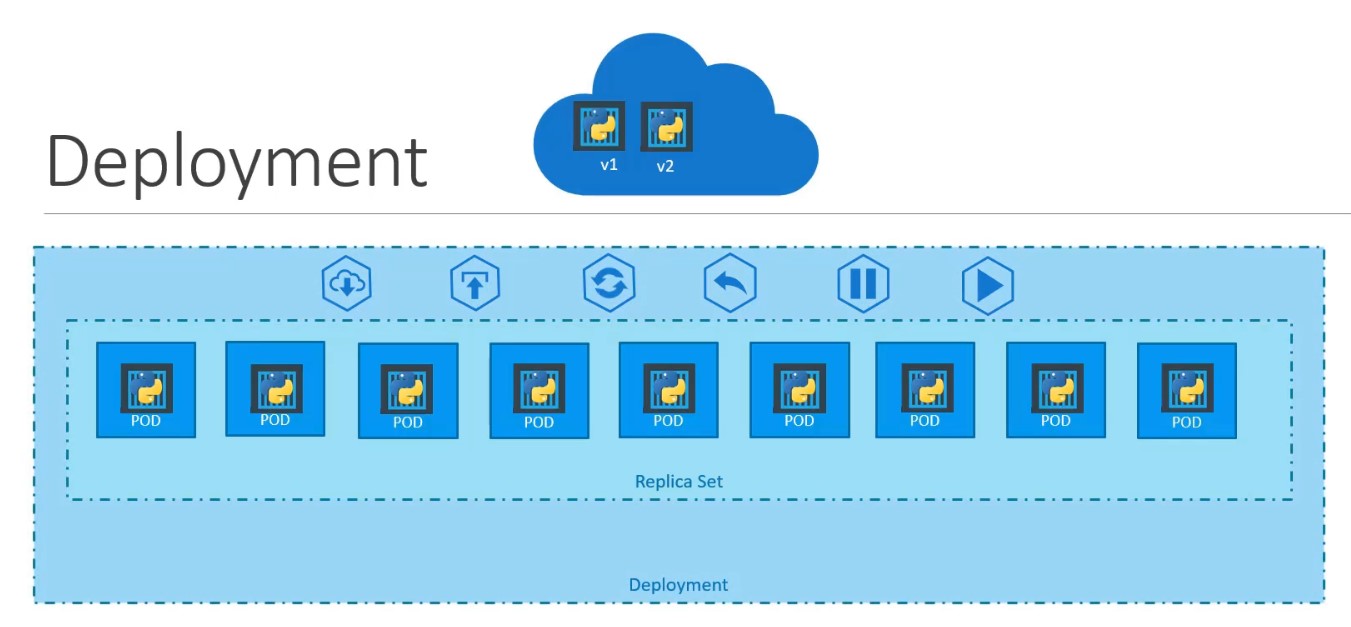 Deployment
v1 v2
POD POD POD POD POD POD POD POD POD
Replica Set
Deployment